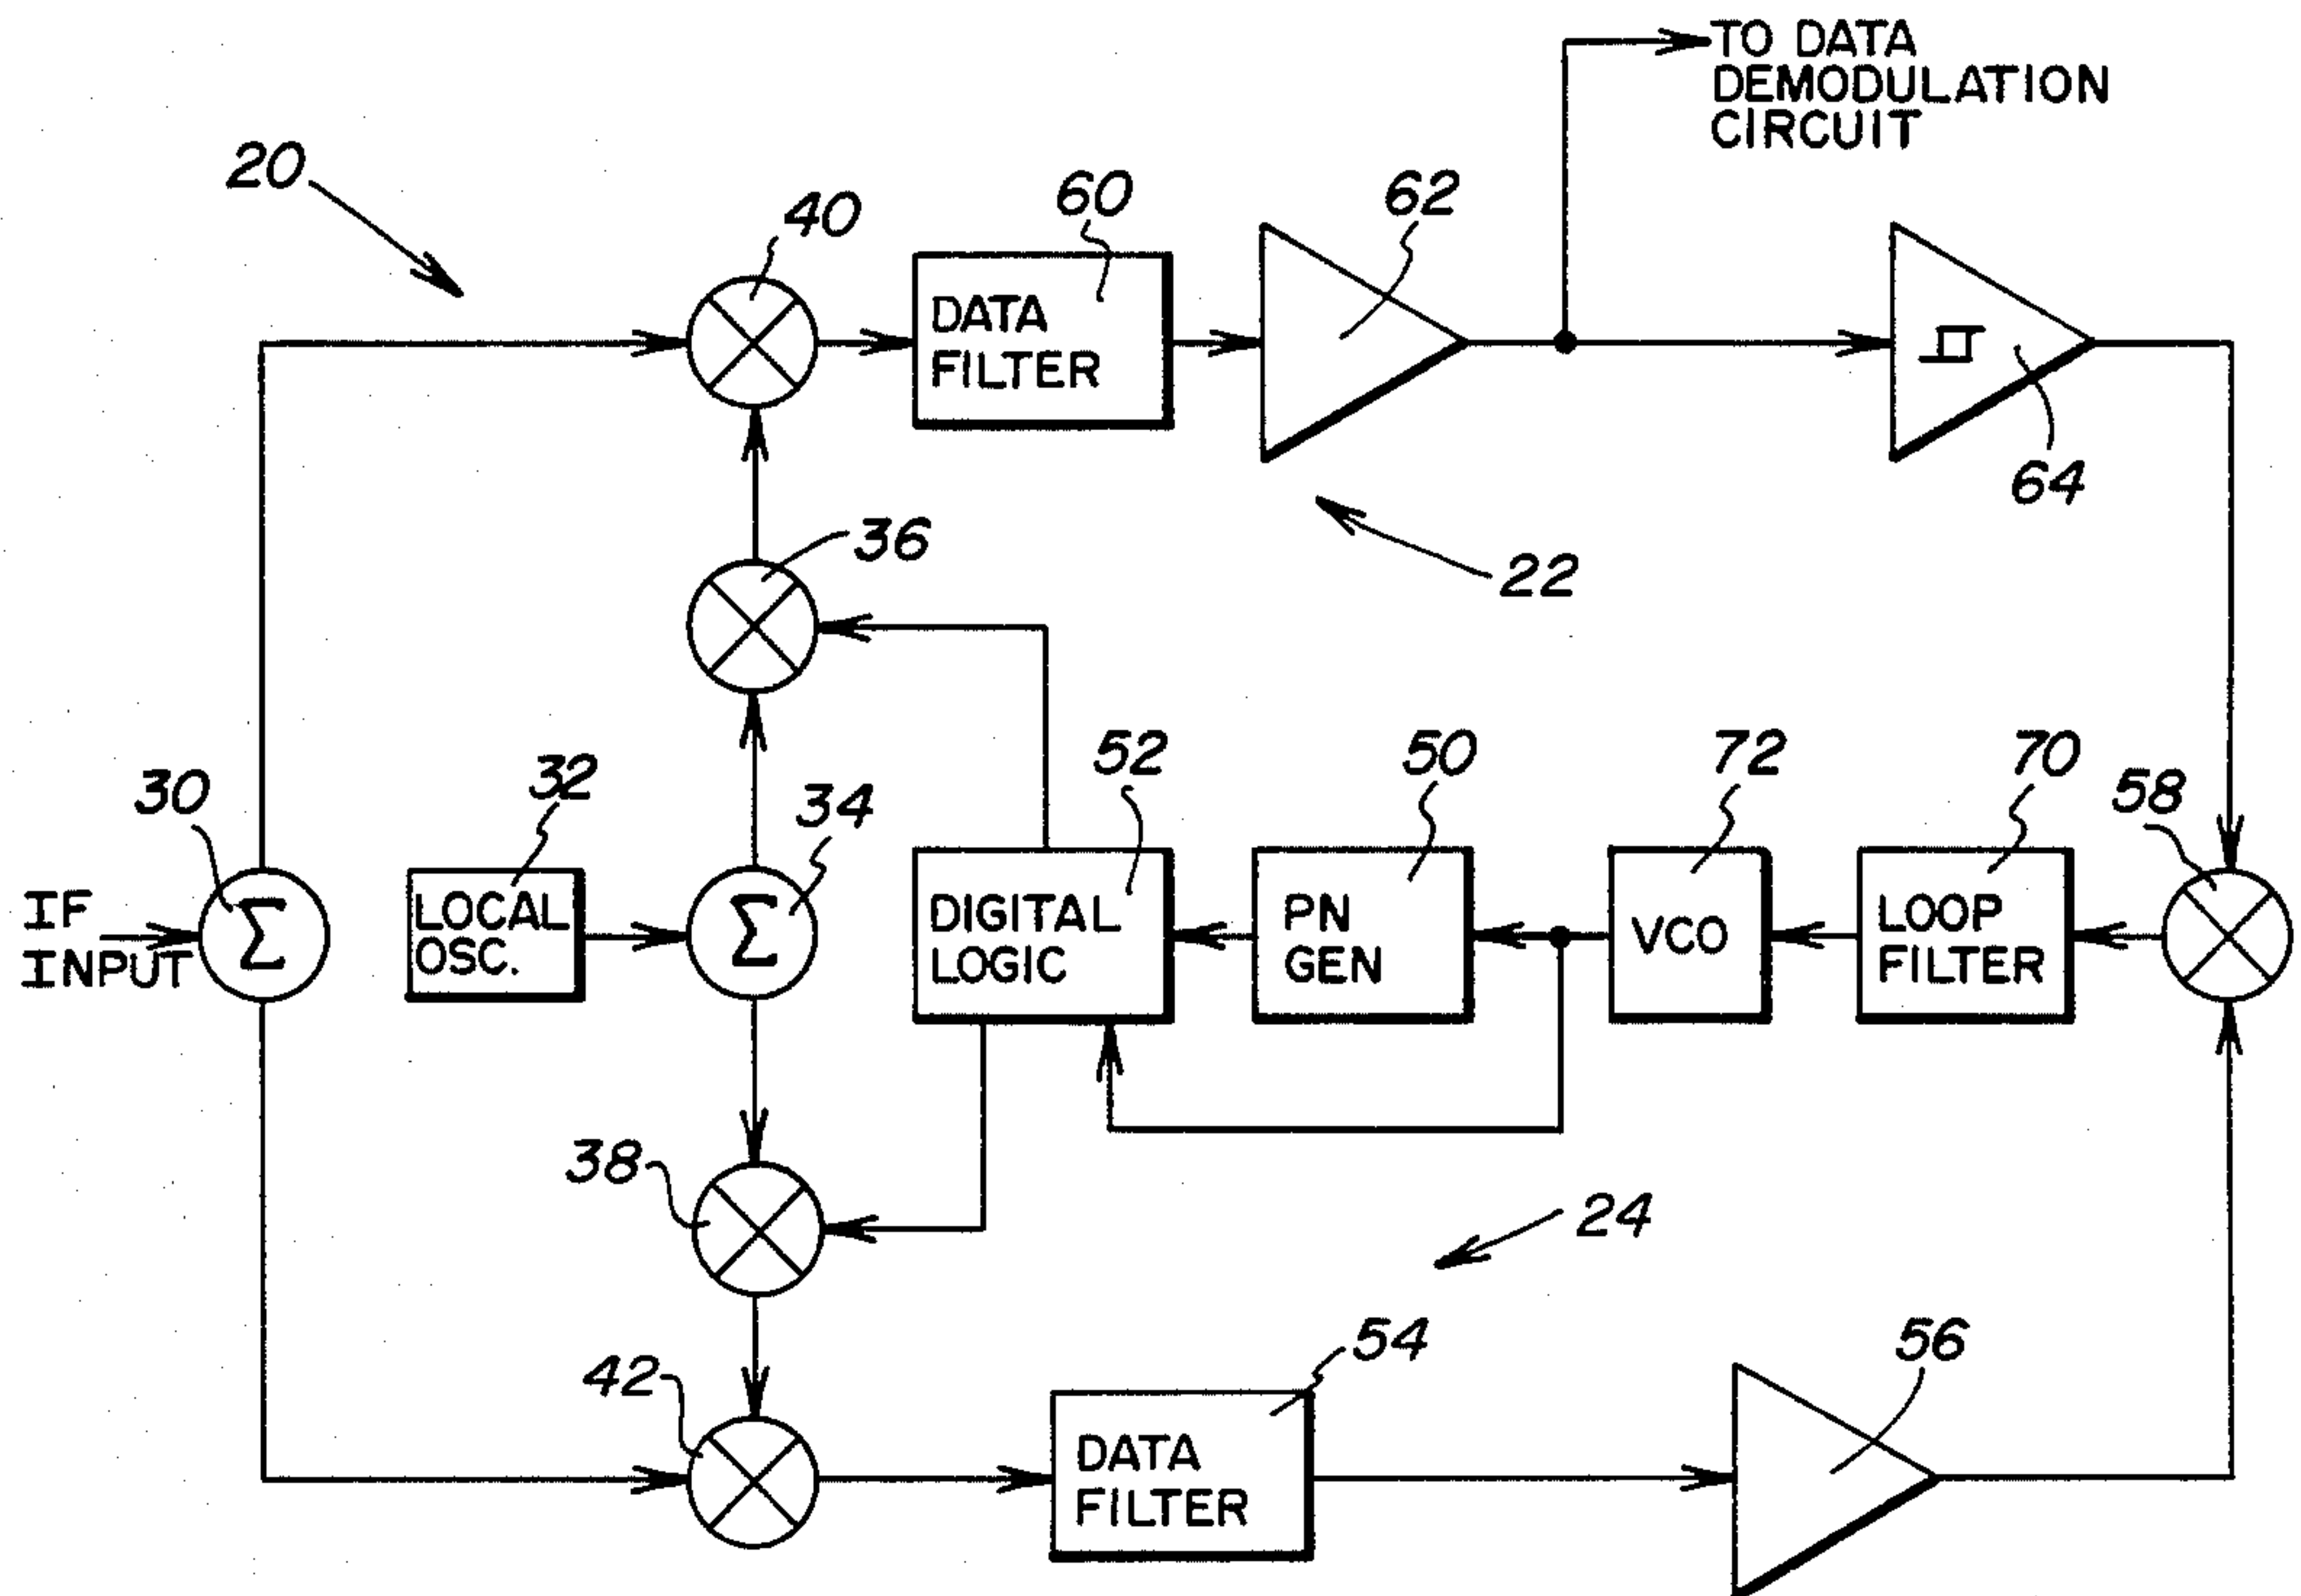 TO DATA
DEMODULATION
CIRCUIT
20
40
60
62
DATA
FILTER
64
36
22
30
32
34
52
50
72
70
58
IF
INPUT
Σ
LOCAL
OSC.
Σ
DIGITAL
LOGIC
PN
GEN
VCO
LOOP
FILTER
38
24
42
54
56
DATA
FILTER